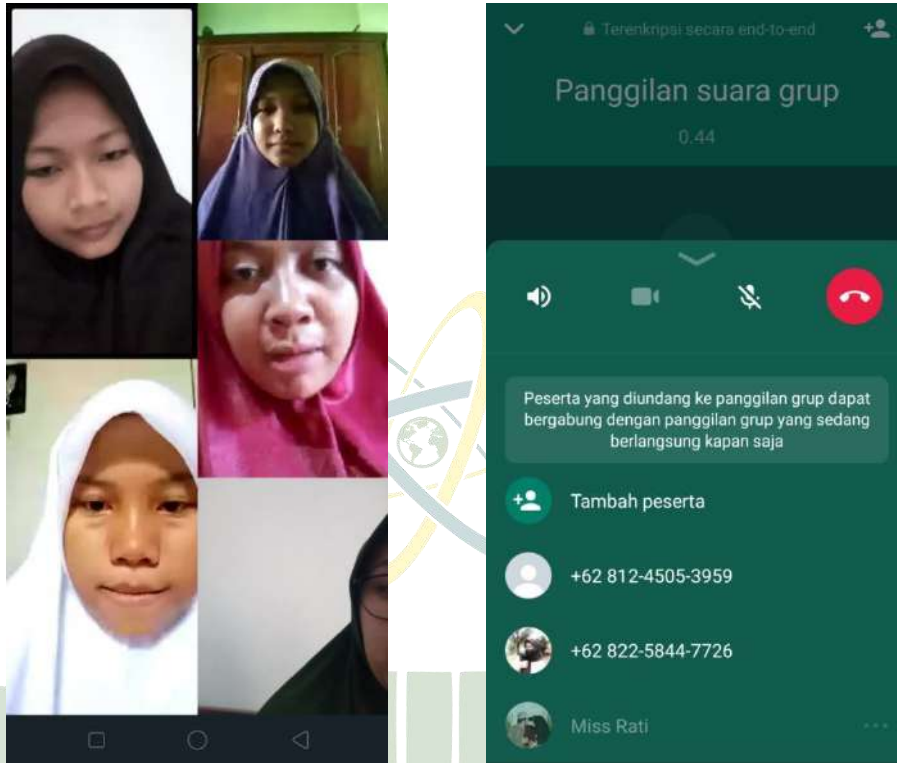 Terenkripsi secara end-to-end
Panggilan suara grup
0.44
Peserta yang diundang ke panggilan grup dapat
bergabung dengan panggilan grup yang sedang
berlangsung kapan saja
Tambah peserta
+62 812-4505-3959
+62 822-5844-7726
Miss Rati